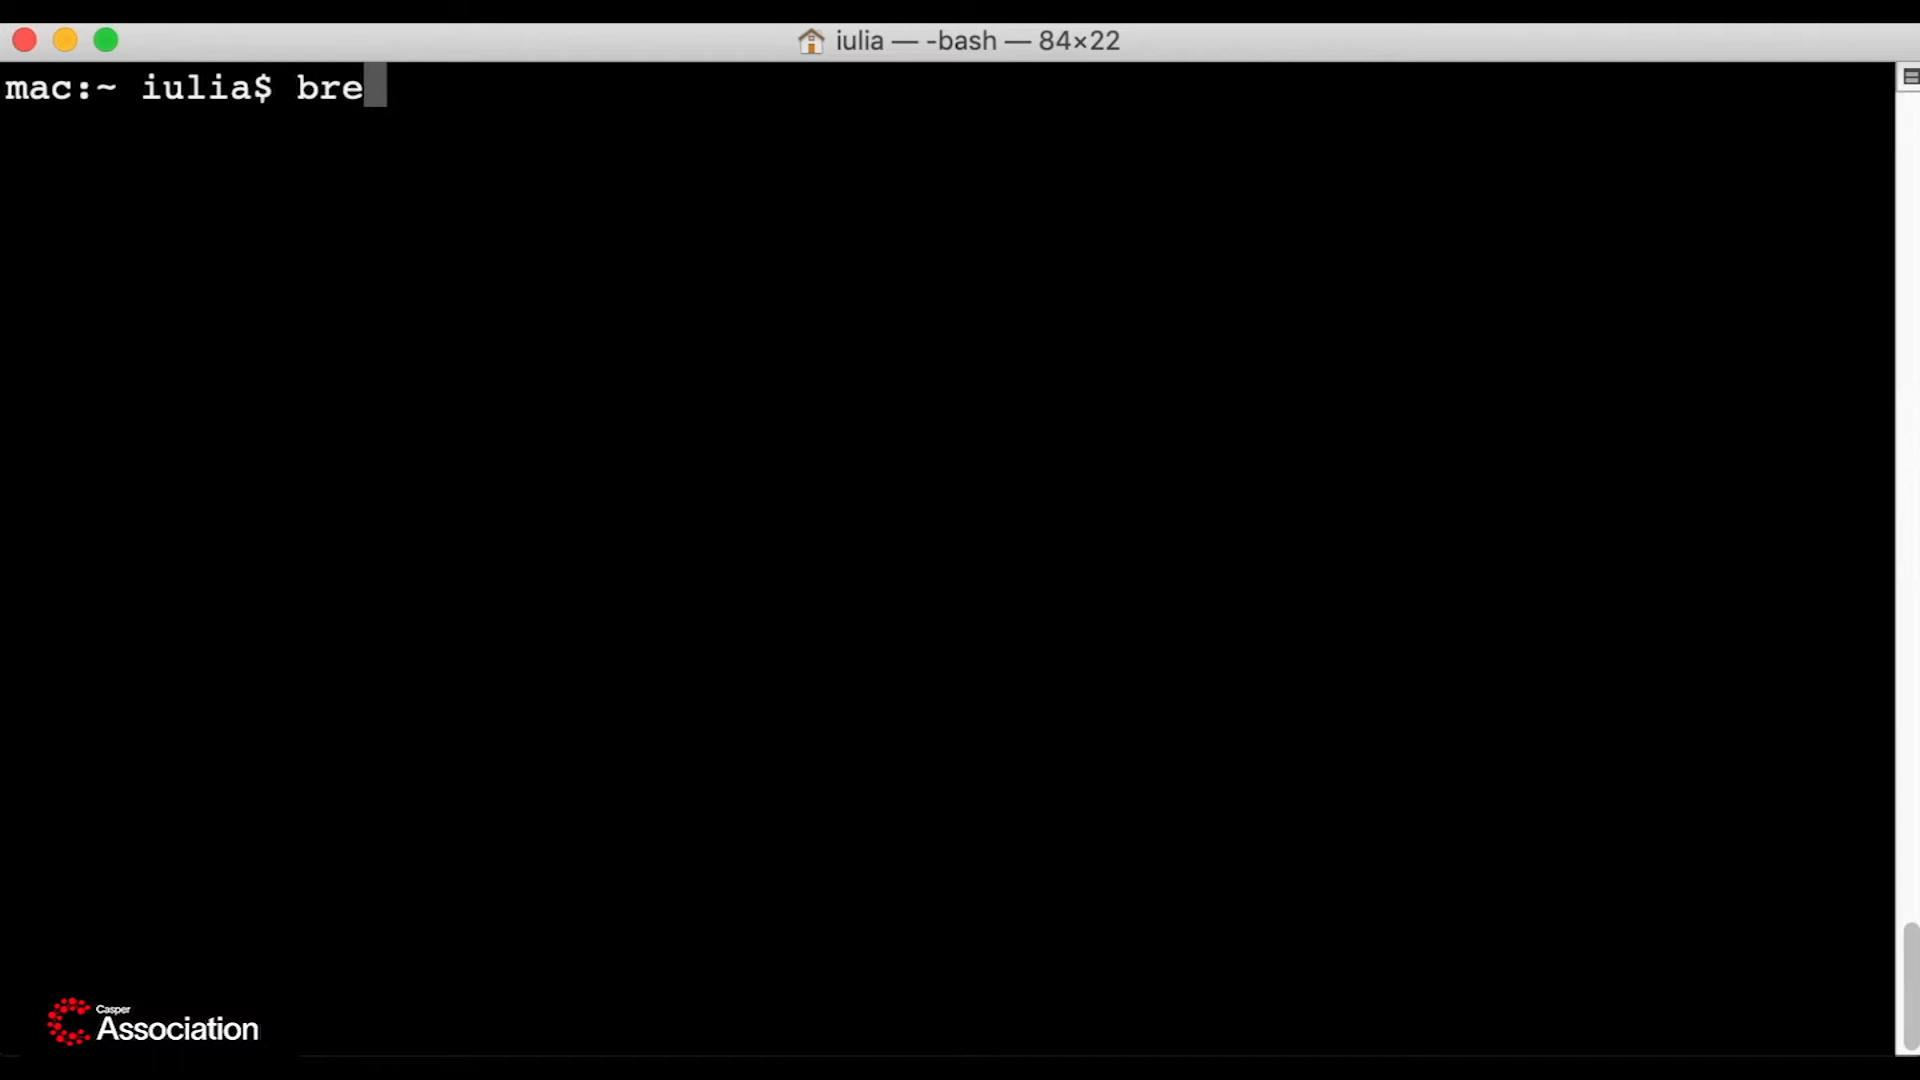 iulia — -bash — 84×22
mac:~ iulia$ bre
Casper
Association